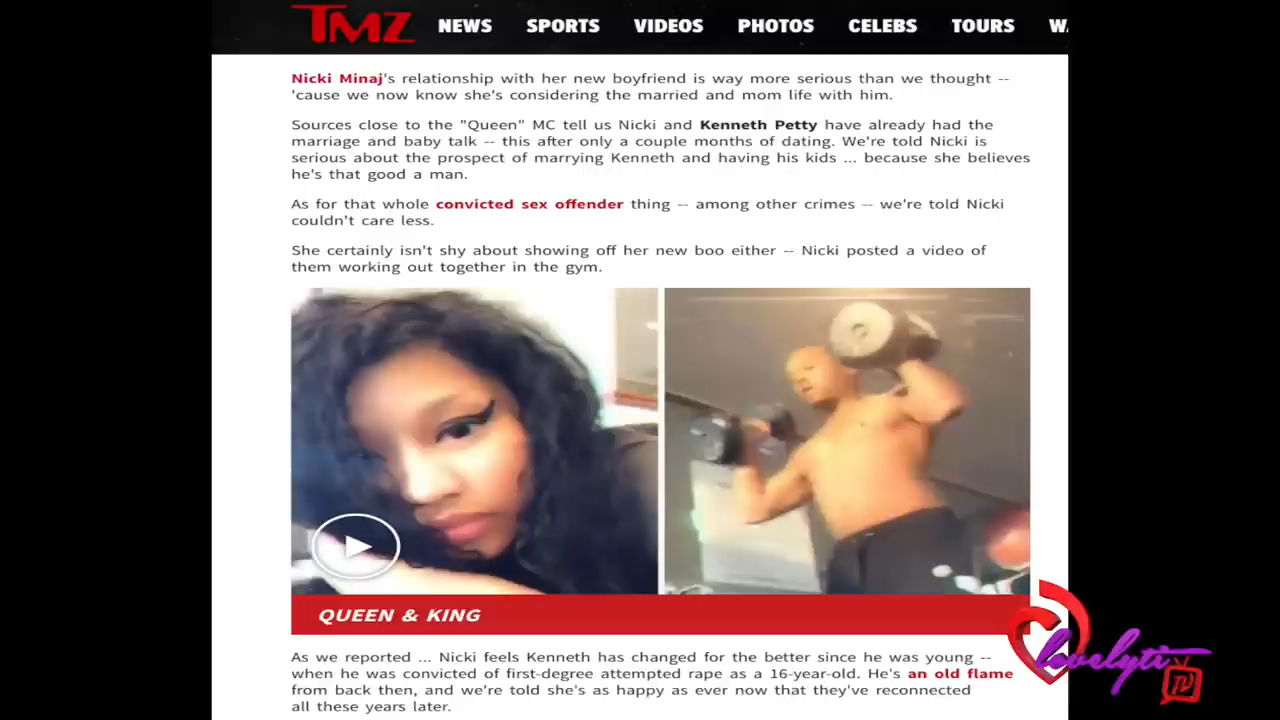 TMZ NEWS SPORTS VIDEOS PHOTOS CELEBS TOURS
Nicki Minaj's relationship with her new boyfriend is way more serious than we thought --
'cause we now know she's considering the married and mom life with him.
Sources close to the "Queen" MC tell us Nicki and Kenneth Petty have already had the
marriage and baby talk -- this after only a couple months of dating. We're told Nicki is
serious about the prospect of marrying Kenneth and having his kids ... because she believes
he's that good a man.
As for that whole convicted sex offender thing -- among other crimes -- we're told Nicki
couldn't care less.
She certainly isn't shy about showing off her new boo either -- Nicki posted a video of
them working out together in the gym.
QUEEN & KING
As we reported ... Nicki feels Kenneth has changed for the better since he was young --
when he was convicted of first-degree attempted rape as a 16-year-old. He's an old flame
from back then, and we're told she's as happy as ever now that they've reconnected
all these years later.
lovelyti
TV